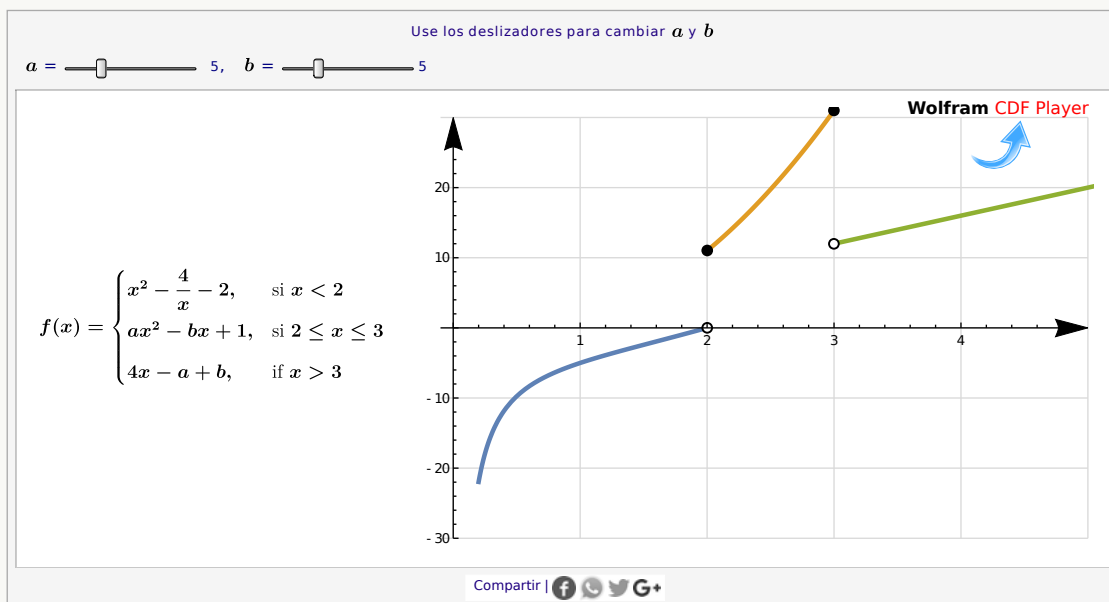 Use los deslizadores para cambiar a y b
a = 5, b = 5
Wolfram CDF Player
f(x) = { x² − 4/x − 2, si x < 2
ax² − bx + 1, si 2 ≤ x ≤ 3
4x − a + b, if x > 3
20
10
1 2 3 4
- 10
- 20
- 30
Compartir |